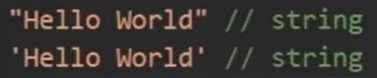 "Hello World" // string
'Hello World' // string